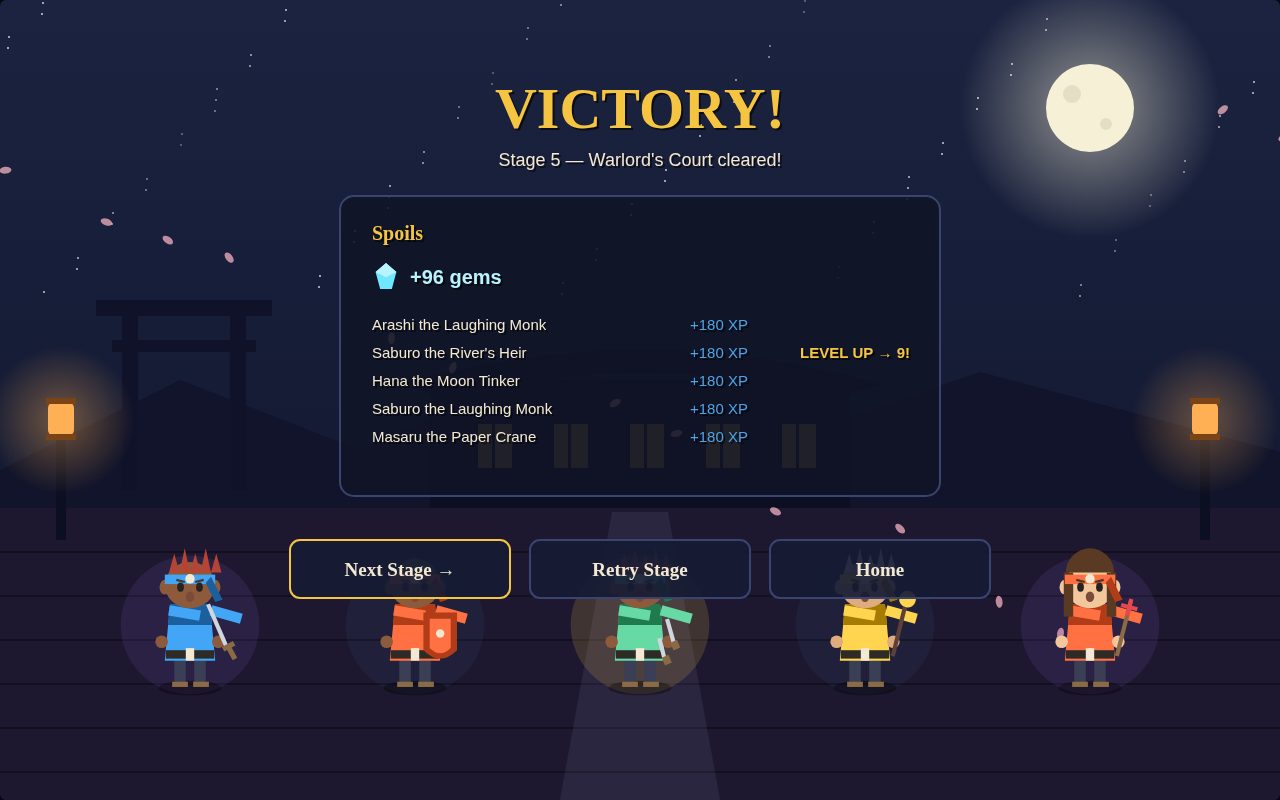 VICTORY!
Stage 5 — Warlord's Court cleared!
Spoils
+96 gems
Arashi the Laughing Monk +180 XP
Saburo the River's Heir +180 XP LEVEL UP → 9!
Hana the Moon Tinker +180 XP
Saburo the Laughing Monk +180 XP
Masaru the Paper Crane +180 XP
Next Stage → Retry Stage Home